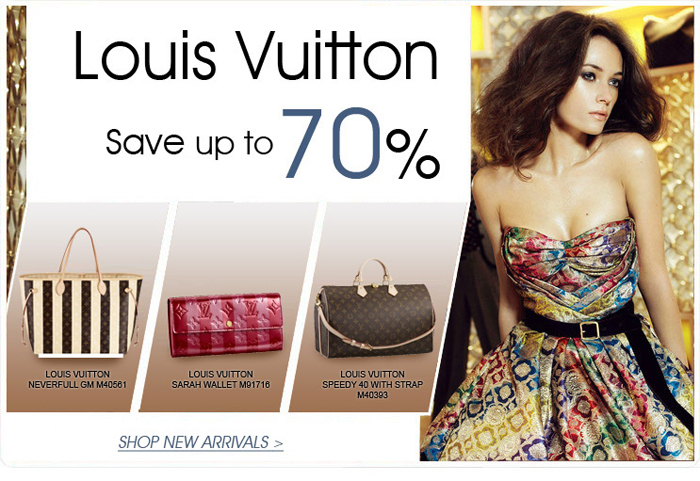 Louis Vuitton
Save up to 70%
LOUIS VUITTON
NEVERFULL GM M40561
LOUIS VUITTON
SARAH WALLET M91716
LOUIS VUITTON
SPEEDY 40 WITH STRAP
M40393
SHOP NEW ARRIVALS >